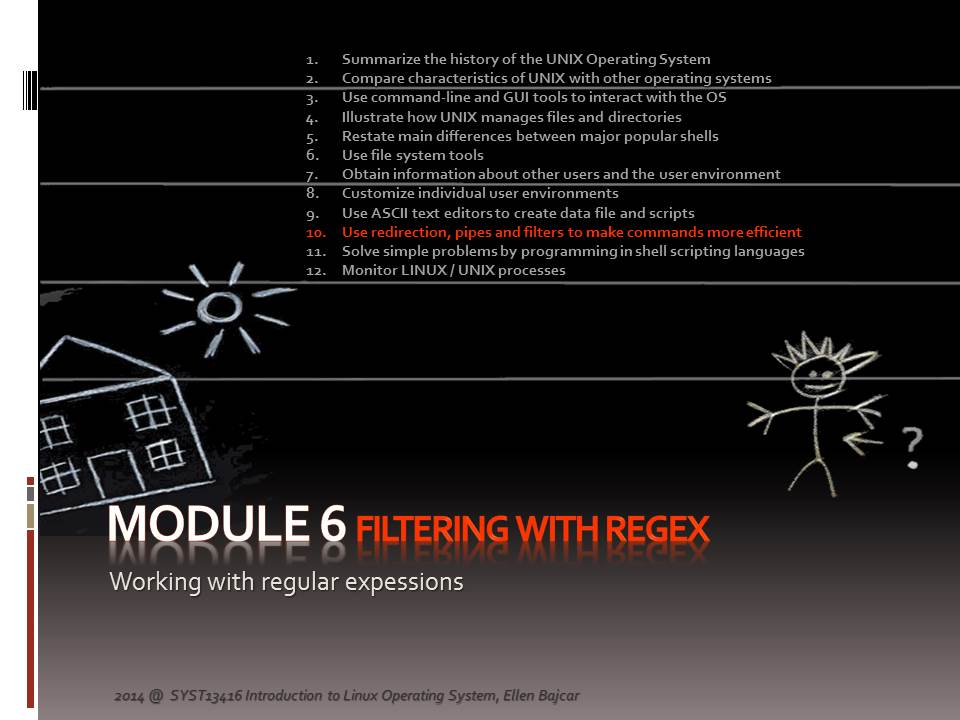 1. Summarize the history of the UNIX Operating System
2. Compare characteristics of UNIX with other operating systems
3. Use command-line and GUI tools to interact with the OS
4. Illustrate how UNIX manages files and directories
5. Restate main differences between major popular shells
6. Use file system tools
7. Obtain information about other users and the user environment
8. Customize individual user environments
9. Use ASCII text editors to create data file and scripts
10. Use redirection, pipes and filters to make commands more efficient
11. Solve simple problems by programming in shell scripting languages
12. Monitor LINUX / UNIX processes
?
MODULE 6 FILTERING WITH REGEX
Working with regular expessions
2014 @ SYST13416 Introduction to Linux Operating System, Ellen Bajcar